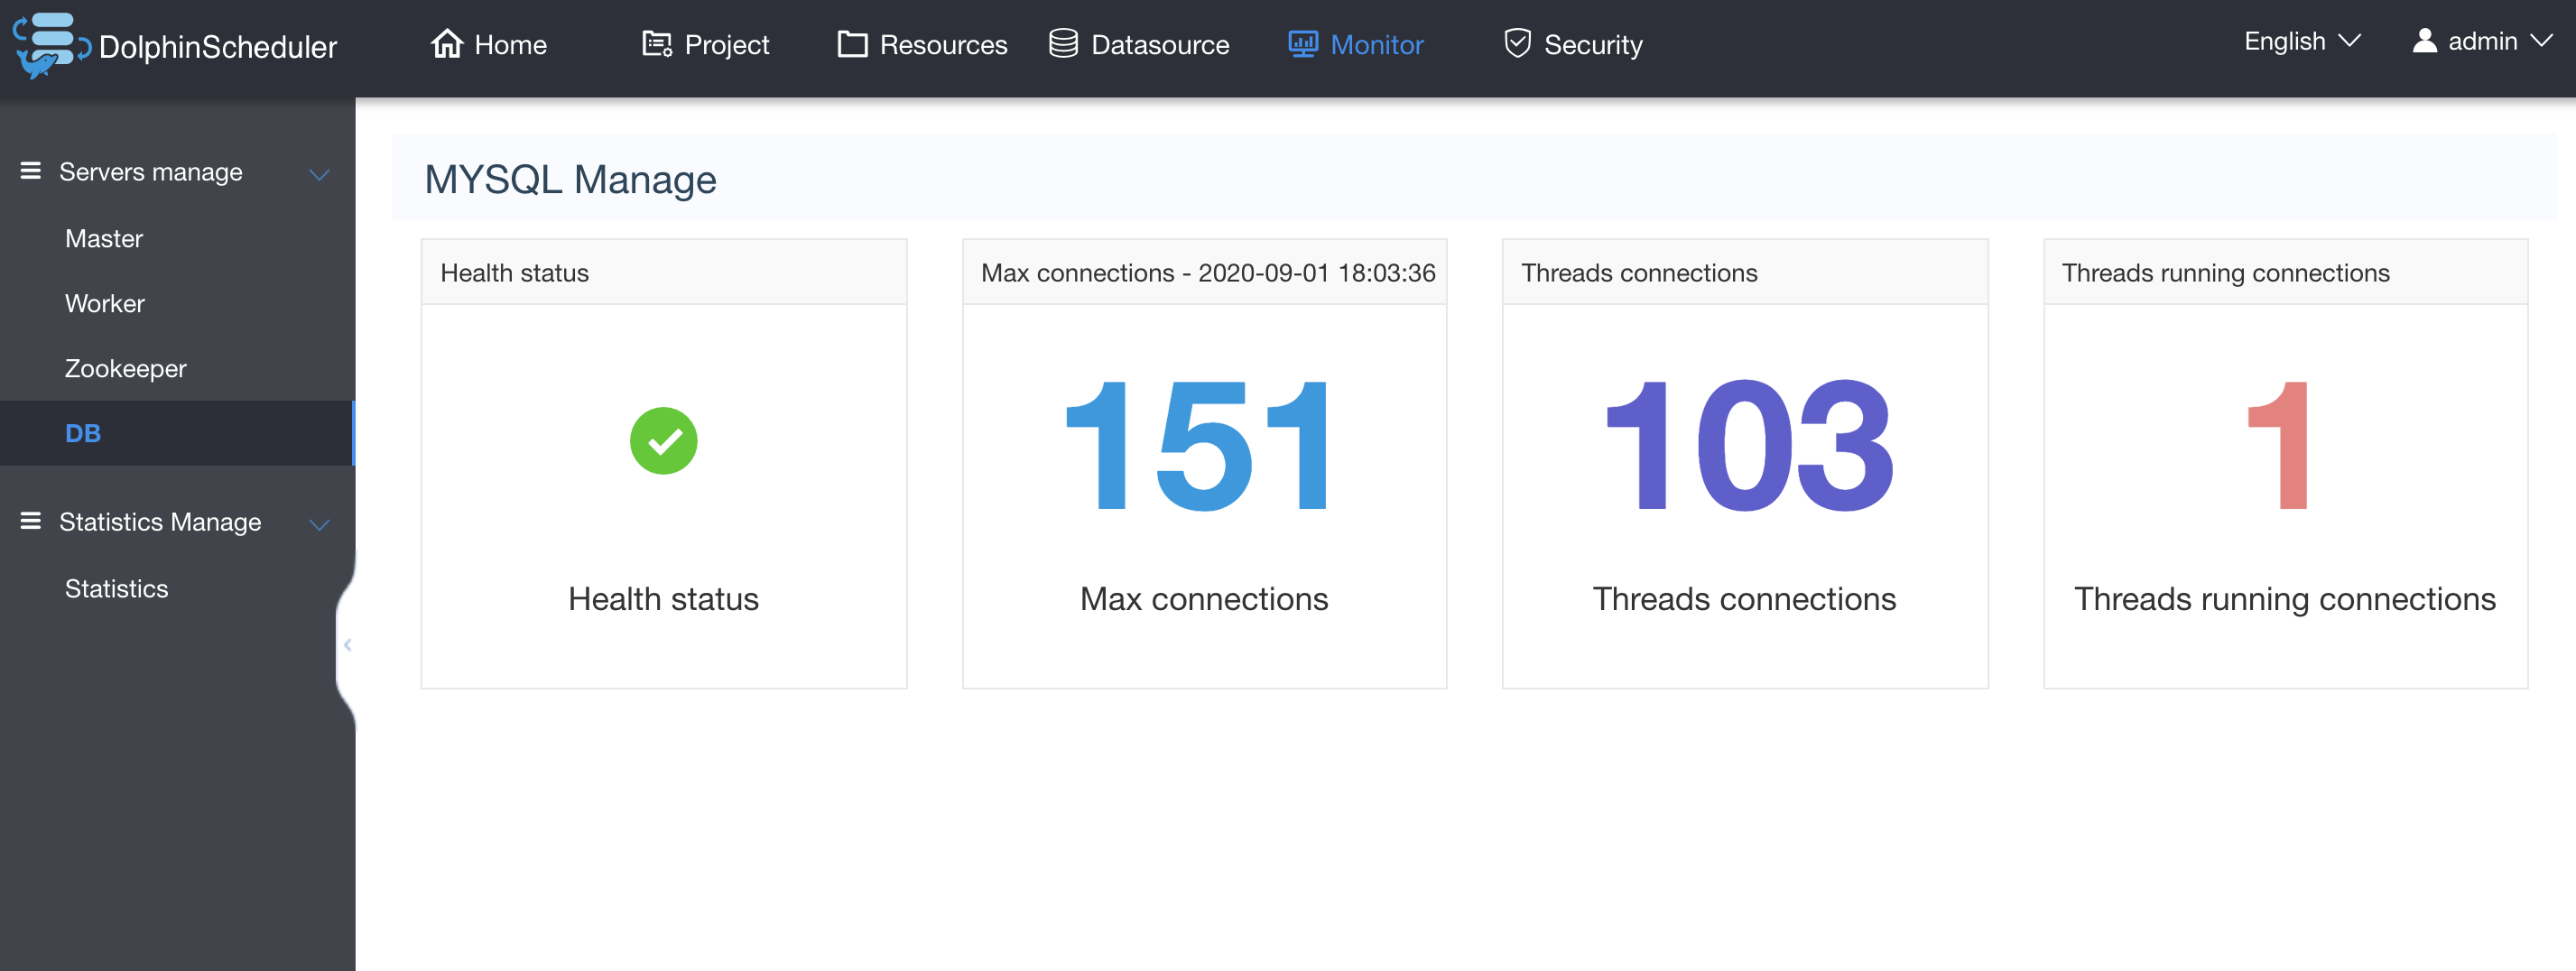 DolphinScheduler
Home
Project
Resources
Datasource
Monitor
Security
English
admin
Servers manage
Master
Worker
Zookeeper
DB
Statistics Manage
Statistics
MYSQL Manage
Health status
Health status
Max connections - 2020-09-01 18:03:36
151
Max connections
Threads connections
103
Threads connections
Threads running connections
1
Threads running connections